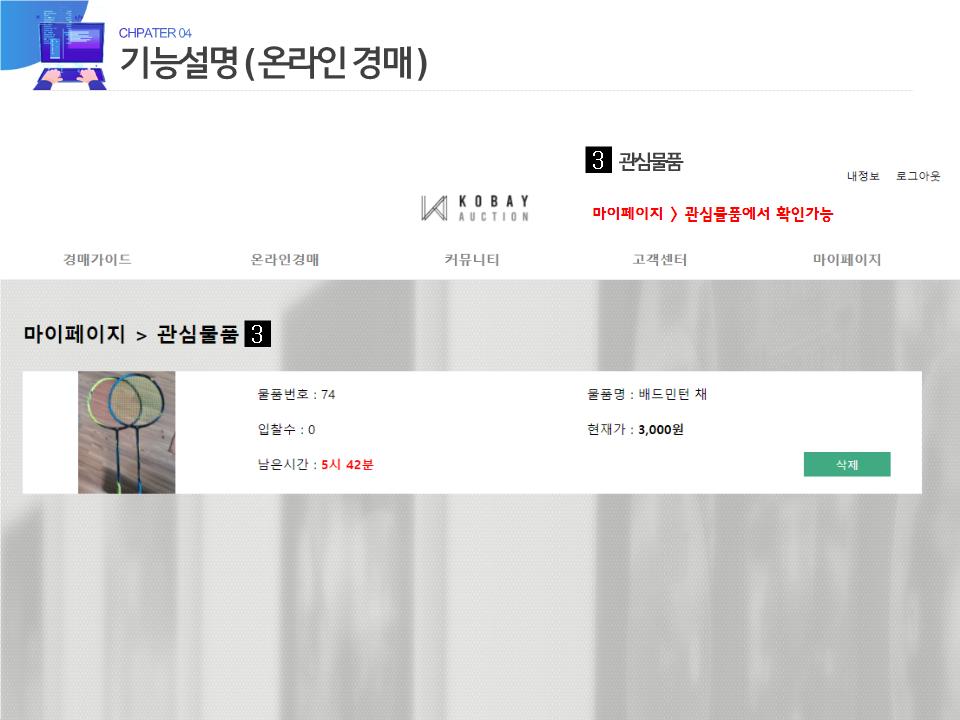 CHPATER 04
기능설명 ( 온라인 경매 )
3 관심물품
내정보 로그아웃
KOBAY
AUCTION
마이페이지 > 관심믈품에서 확인가능
경매가이드 온라인경매 커뮤니티 고객센터 마이페이지
마이페이지 > 관심물품 3
물품번호 : 74 물품명 : 배드민턴 채
입찰수 : 0 현재가 : 3,000원
남은시간 : 5시 42분
삭제